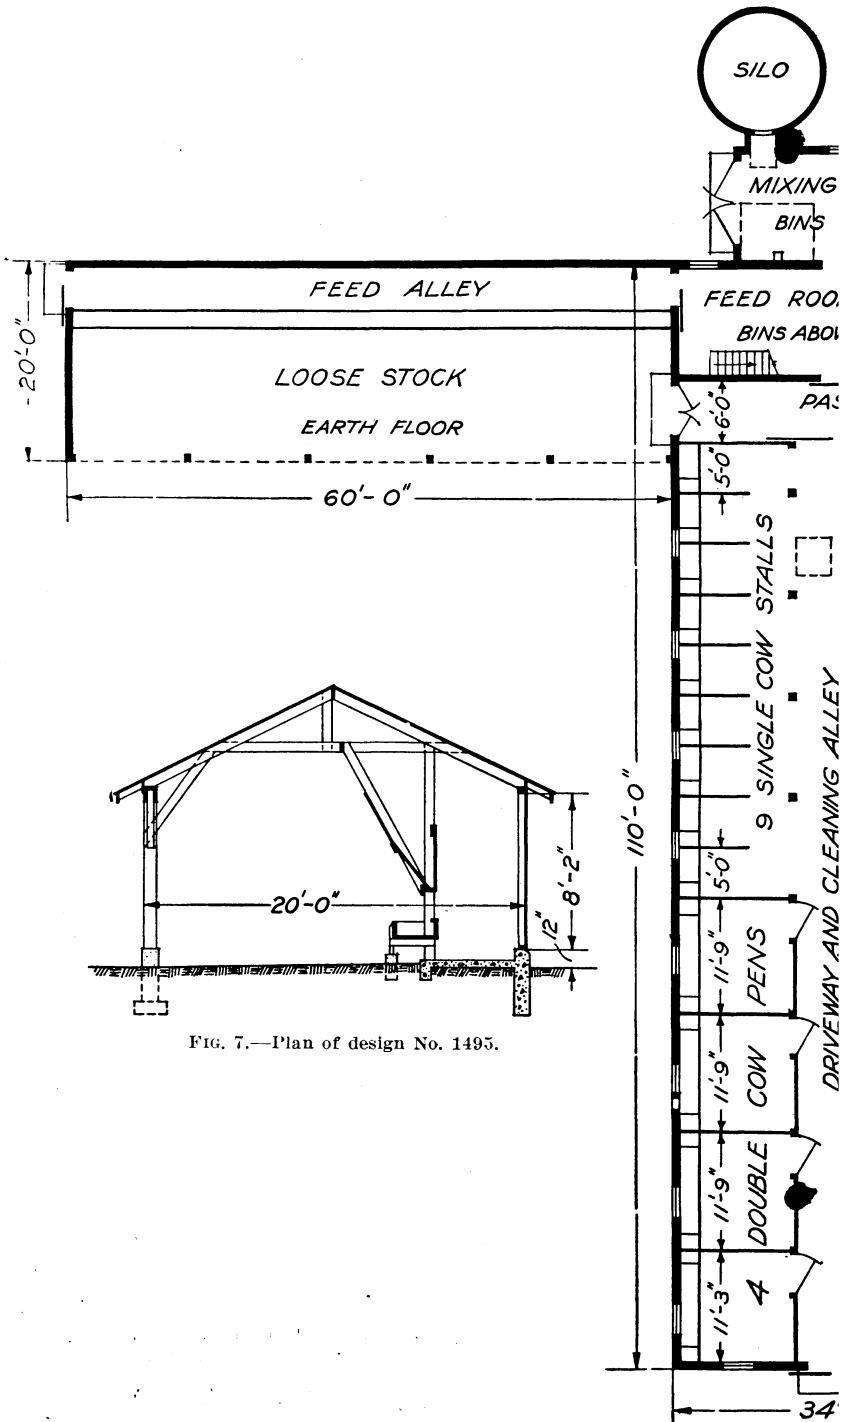 SILO
MIXING
BINS
FEED ALLEY
FEED ROO
BINS ABO
20'-0"
LOOSE STOCK
EARTH FLOOR
6'-0"
PAS
5'-0"
60'-0"
9 SINGLE COW STALLS
110'-0"
5'-0"
DRIVEWAY AND CLEANING ALLEY
20'-0"
8'-2"
12"
11'-9"
11'-9"
11'-9"
11'-3"
4 DOUBLE COW PENS
FIG. 7.—Plan of design No. 1495.
34'